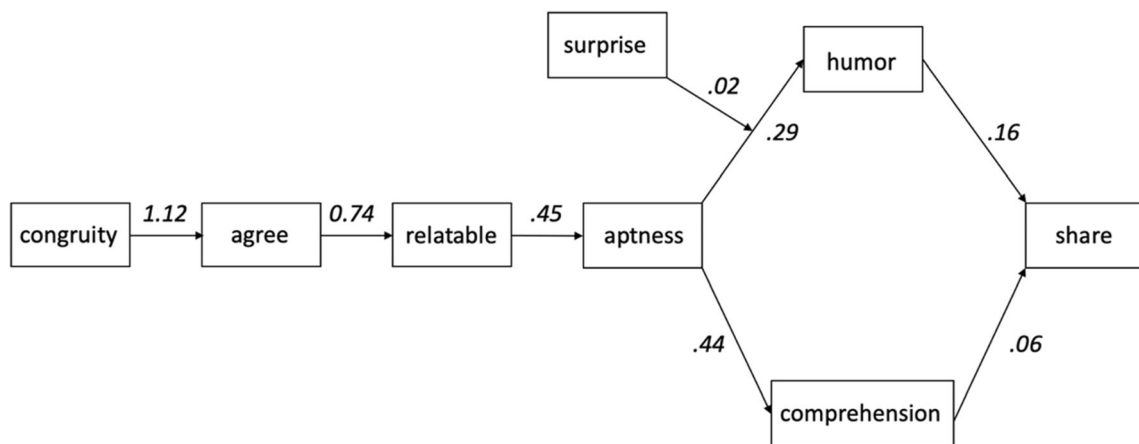 surprise
humor
.02
.29
.16
congruity
1.12
agree
0.74
relatable
.45
aptness
share
.44
.06
comprehension